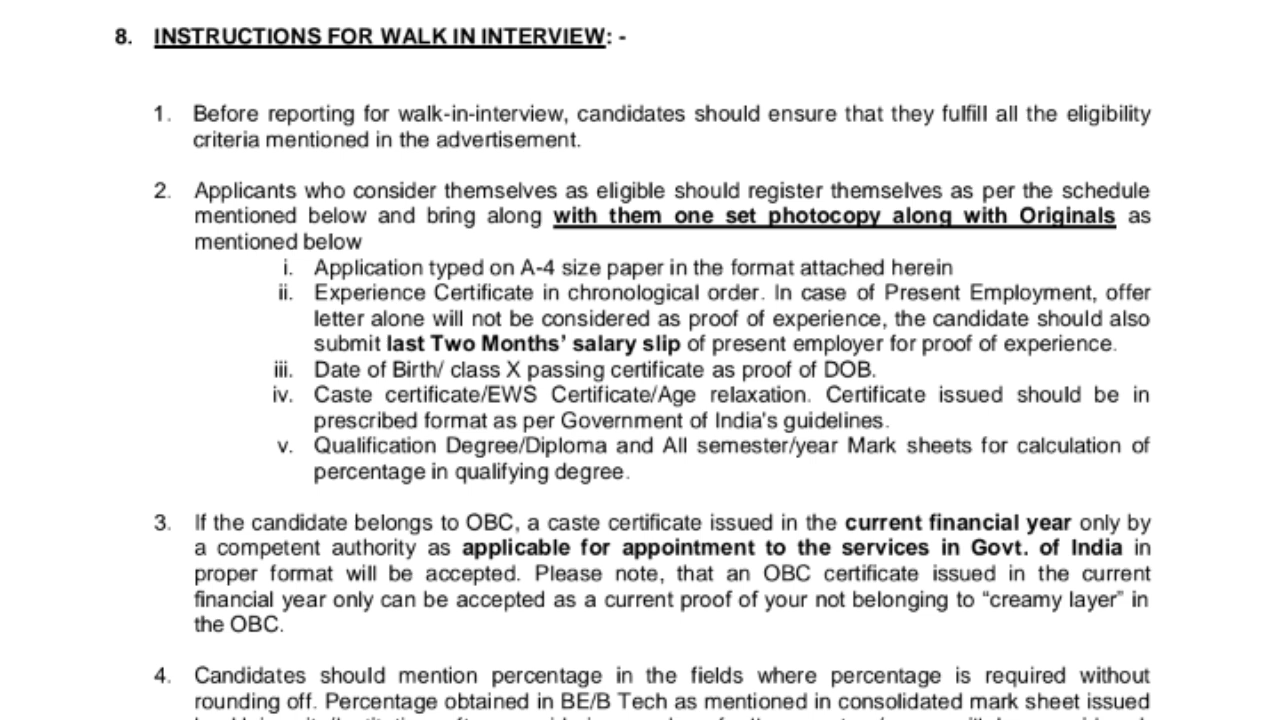 8. INSTRUCTIONS FOR WALK IN INTERVIEW: -
1. Before reporting for walk-in-interview, candidates should ensure that they fulfill all the eligibility
criteria mentioned in the advertisement.
2. Applicants who consider themselves as eligible should register themselves as per the schedule
mentioned below and bring along with them one set photocopy along with Originals as
mentioned below
i. Application typed on A-4 size paper in the format attached herein
ii. Experience Certificate in chronological order. In case of Present Employment, offer
letter alone will not be considered as proof of experience, the candidate should also
submit last Two Months’ salary slip of present employer for proof of experience.
iii. Date of Birth/ class X passing certificate as proof of DOB.
iv. Caste certificate/EWS Certificate/Age relaxation. Certificate issued should be in
prescribed format as per Government of India's guidelines.
v. Qualification Degree/Diploma and All semester/year Mark sheets for calculation of
percentage in qualifying degree.
3. If the candidate belongs to OBC, a caste certificate issued in the current financial year only by
a competent authority as applicable for appointment to the services in Govt. of India in
proper format will be accepted. Please note, that an OBC certificate issued in the current
financial year only can be accepted as a current proof of your not belonging to “creamy layer” in
the OBC.
4. Candidates should mention percentage in the fields where percentage is required without
rounding off. Percentage obtained in BE/B Tech as mentioned in consolidated mark sheet issued